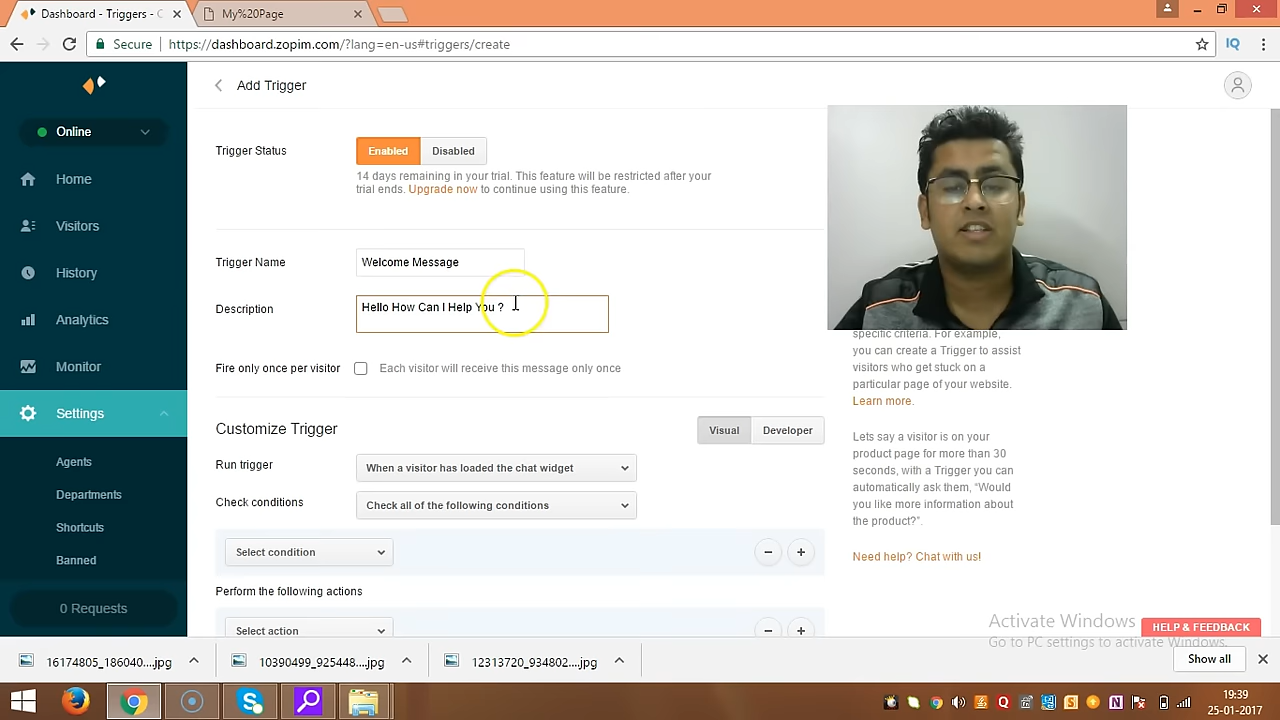 Dashboard - Triggers - C
My%20Page
Secure
https://dashboard.zopim.com/?lang=en-us#triggers/create
IQ
Online
Home
Visitors
History
Analytics
Monitor
Settings
Agents
Departments
Shortcuts
Banned
0 Requests
Add Trigger
Trigger Status
Enabled
Disabled
14 days remaining in your trial. This feature will be restricted after your
trial ends. Upgrade now to continue using this feature.
Trigger Name
Welcome Message
Description
Hello How Can I Help You ?
Fire only once per visitor
Each visitor will receive this message only once
Customize Trigger
Visual
Developer
Run trigger
When a visitor has loaded the chat widget
Check conditions
Check all of the following conditions
Select condition
Perform the following actions
Select action
specific criteria. For example,
you can create a Trigger to assist
visitors who get stuck on a
particular page of your website.
Learn more.
Lets say a visitor is on your
product page for more than 30
seconds, with a Trigger you can
automatically ask them, "Would
you like more information about
the product?".
Need help? Chat with us!
Activate Windows
Go to PC settings to activate Windows.
HELP & FEEDBACK
16174805_186040....jpg
10390499_925448....jpg
12313720_934802....jpg
Show all
19:39
25-01-2017